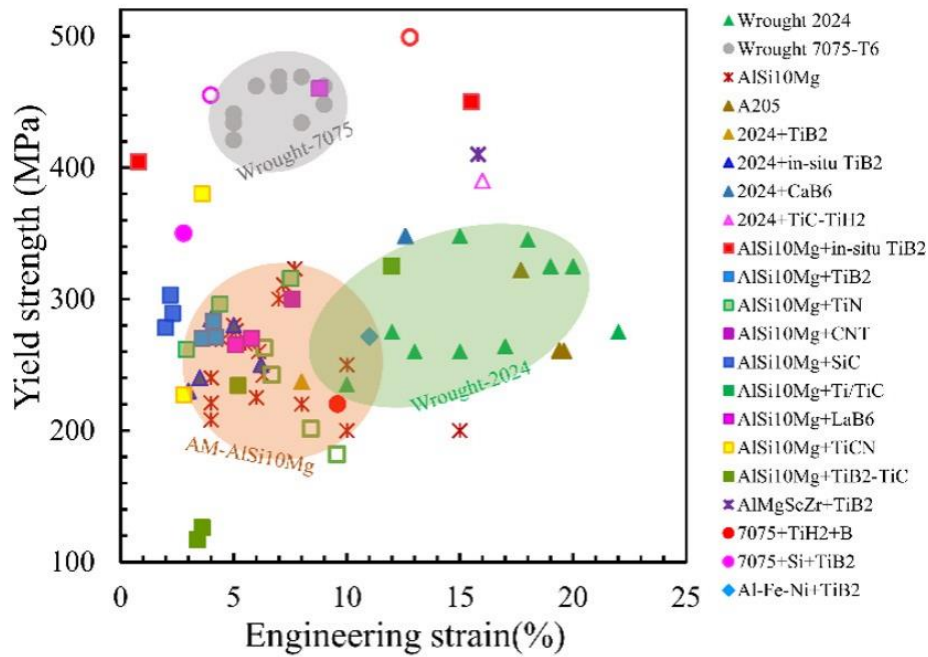 500
400
300
200
100
0
5
10
15
20
25
Yield strength (MPa)
Engineering strain(%)
Wrought-7075
AM-AlSi10Mg
Wrought-2024
Wrought 2024
Wrought 7075-T6
AlSi10Mg
A205
2024+TiB2
2024+in-situ TiB2
2024+CaB6
2024+TiC-TiH2
AlSi10Mg+in-situ TiB2
AlSi10Mg+TiB2
AlSi10Mg+TiN
AlSi10Mg+CNT
AlSi10Mg+SiC
AlSi10Mg+Ti/TiC
AlSi10Mg+LaB6
AlSi10Mg+TiCN
AlSi10Mg+TiB2-TiC
AlMgScZr+TiB2
7075+TiH2+B
7075+Si+TiB2
Al-Fe-Ni+TiB2